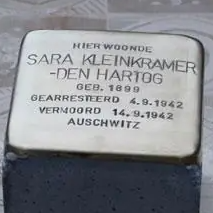 HIER WOONDE
SARA KLEINKRAMER
-DEN HARTOG
GEB. 1899
GEARRESTEERD 4.9.1942
VERMOORD 14.9.1942
AUSCHWITZ